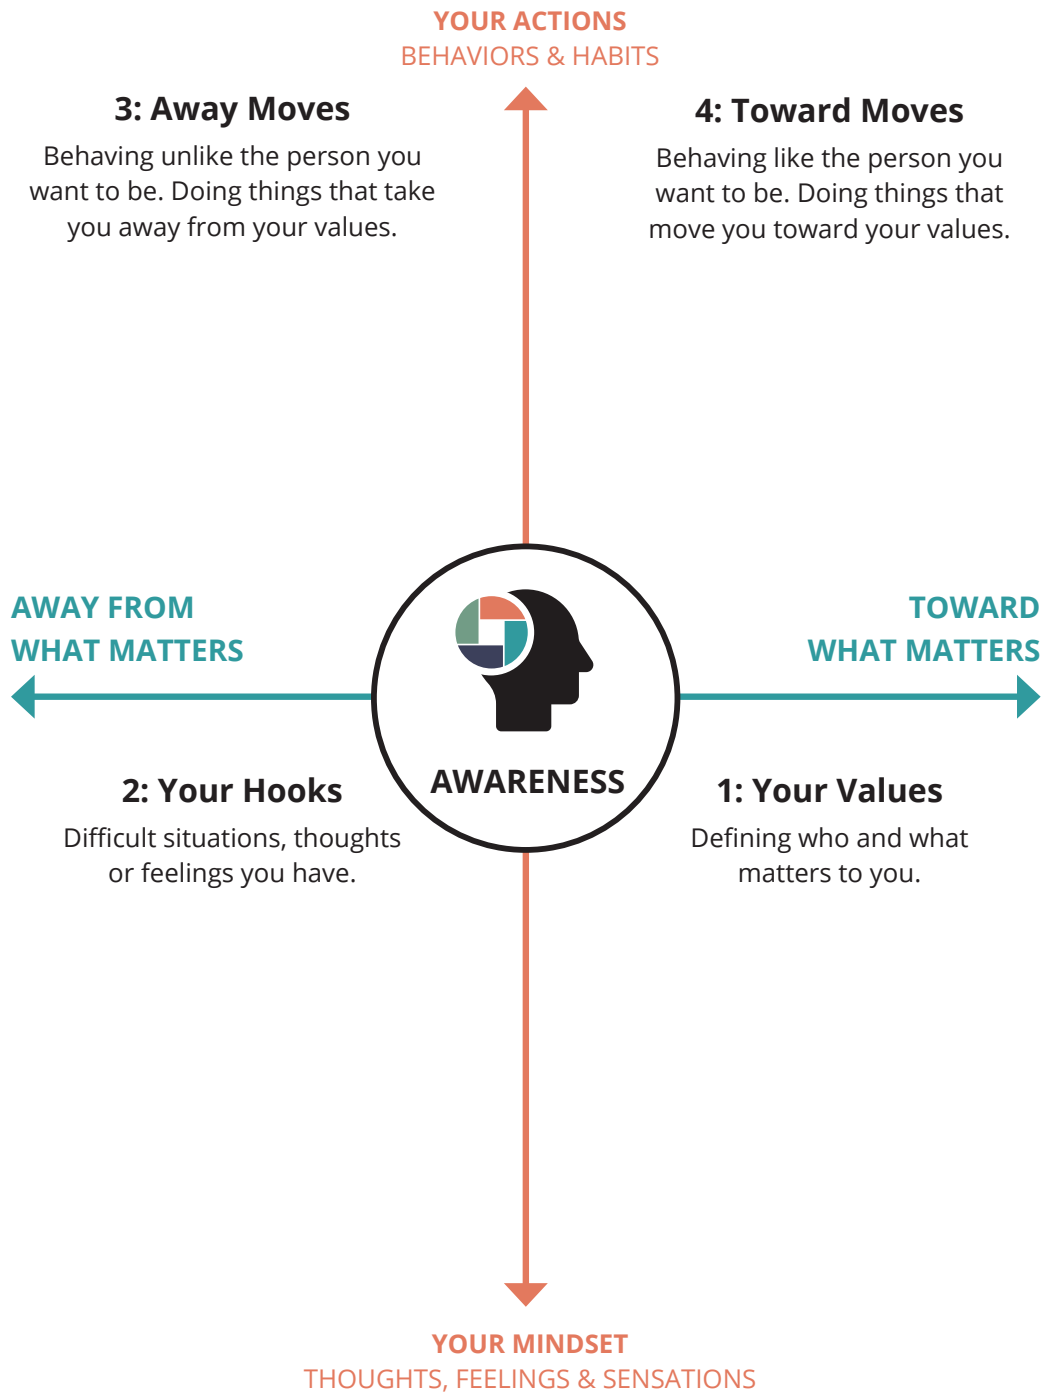 YOUR ACTIONS
BEHAVIORS & HABITS
3: Away Moves
Behaving unlike the person you
want to be. Doing things that take
you away from your values.
4: Toward Moves
Behaving like the person you
want to be. Doing things that
move you toward your values.
AWAY FROM
WHAT MATTERS
TOWARD
WHAT MATTERS
AWARENESS
2: Your Hooks
Difficult situations, thoughts
or feelings you have.
1: Your Values
Defining who and what
matters to you.
YOUR MINDSET
THOUGHTS, FEELINGS & SENSATIONS